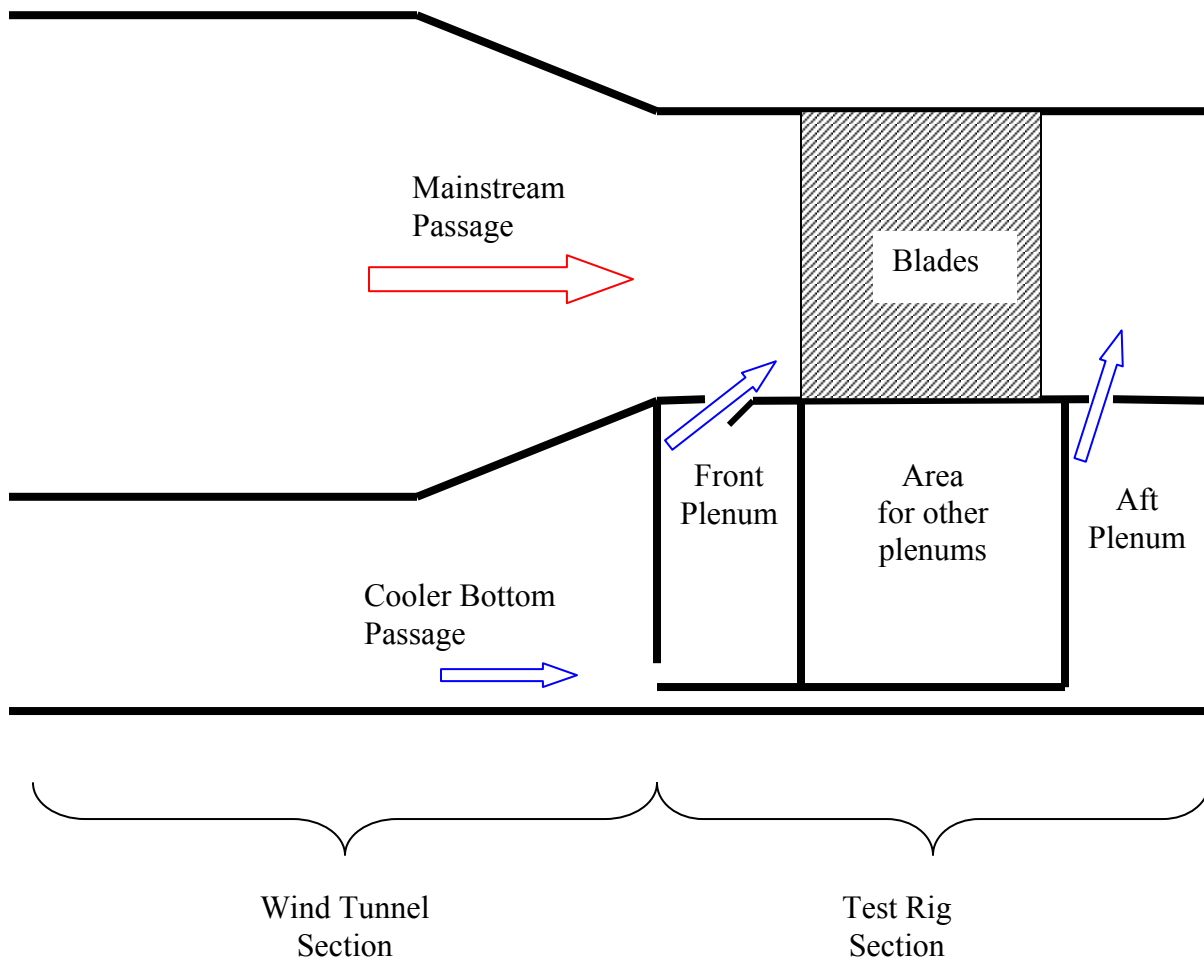 Mainstream
Passage
Blades
Front
Plenum
Area
for other
plenums
Aft
Plenum
Cooler Bottom
Passage
Wind Tunnel
Section
Test Rig
Section